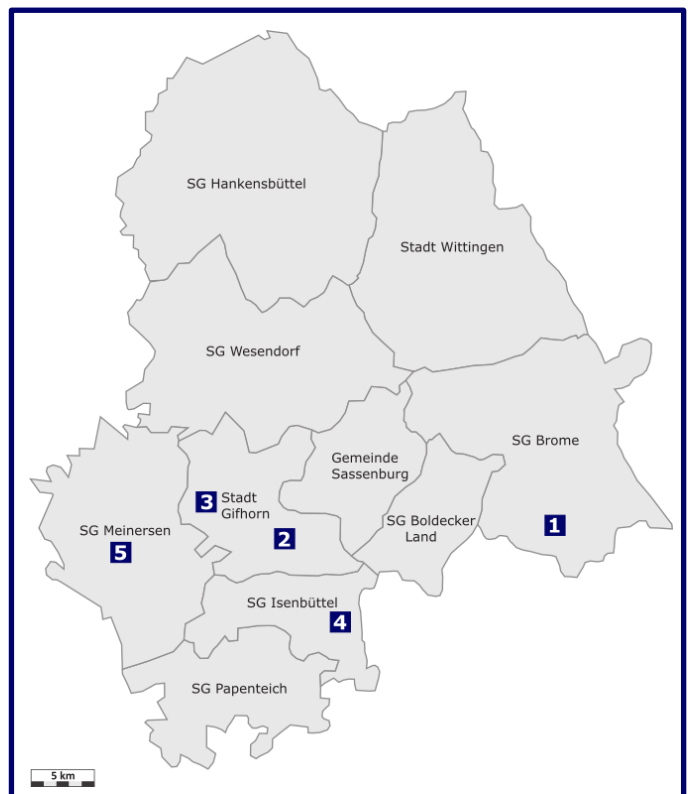 SG Hankensbüttel
Stadt Wittingen
SG Wesendorf
SG Brome
Gemeinde
Sassenburg
3
Stadt
Gifhorn
SG Boldecker
Land
1
SG Meinersen
5
2
SG Isenbüttel
4
SG Papenteich
5 km